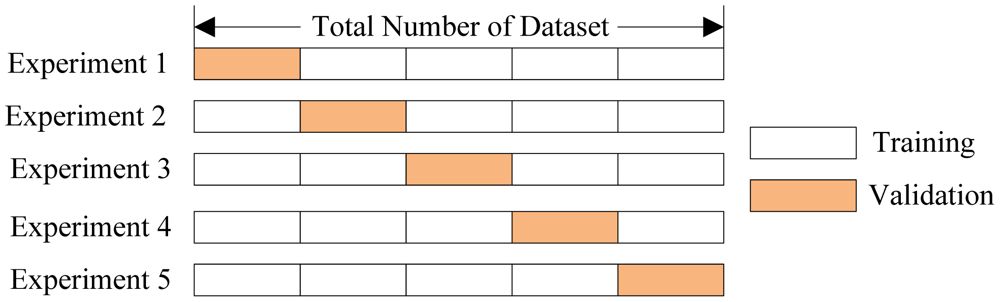 Total Number of Dataset
Experiment 1
Experiment 2
Experiment 3
Experiment 4
Experiment 5
Training
Validation